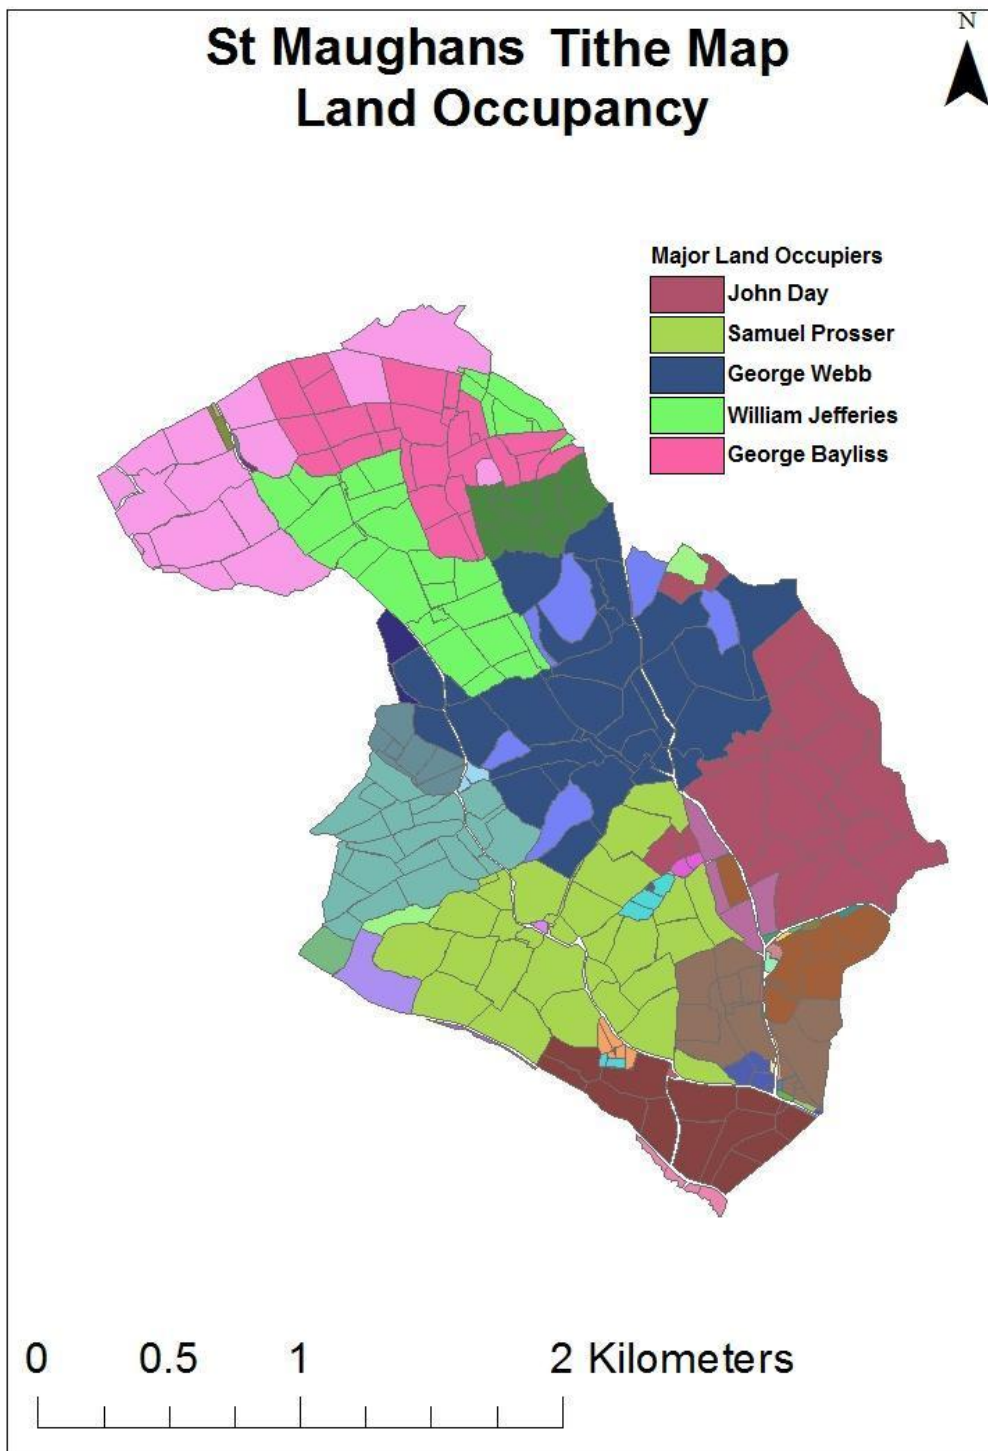 St Maughans Tithe Map
Land Occupancy
N
Major Land Occupiers
John Day
Samuel Prosser
George Webb
William Jefferies
George Bayliss
0 0.5 1 2 Kilometers